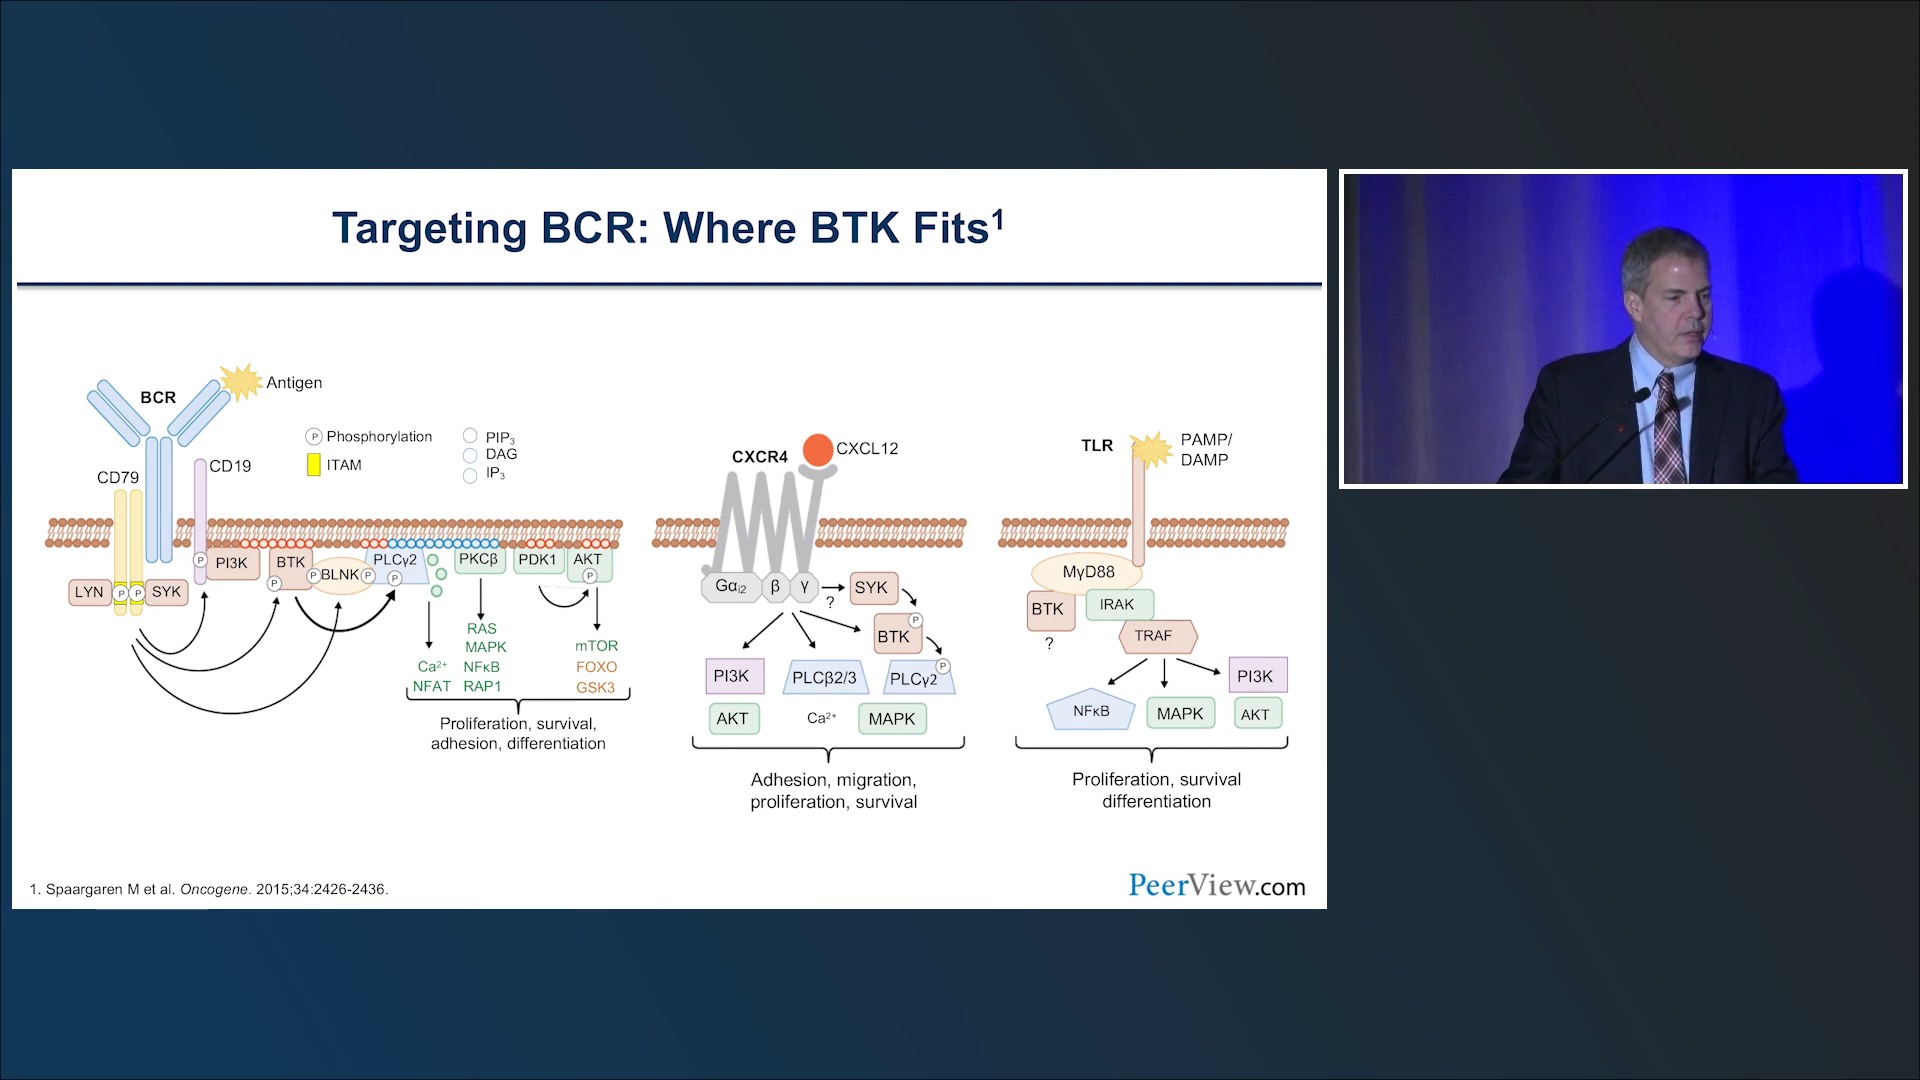 Targeting BCR: Where BTK Fits¹
BCR
Antigen
P Phosphorylation
ITAM
PIP₃
DAG
IP₃
CD79
CD19
LYN
P
P
SYK
P
PI3K
BTK
P
P
BLNK
P
PLCγ2
P
PKCβ
PDK1
AKT
P
Ca²⁺
NFAT
RAS
MAPK
NFκB
RAP1
mTOR
FOXO
GSK3
Proliferation, survival,
adhesion, differentiation
CXCR4
CXCL12
Gαi2
β
γ
?
SYK
P
BTK
PI3K
PLCβ2/3
PLCγ2
P
AKT
Ca²⁺
MAPK
Adhesion, migration,
proliferation, survival
TLR
PAMP/
DAMP
MγD88
BTK
?
IRAK
TRAF
NFκB
MAPK
PI3K
AKT
Proliferation, survival
differentiation
1. Spaargaren M et al. Oncogene. 2015;34:2426-2436.
PeerView.com